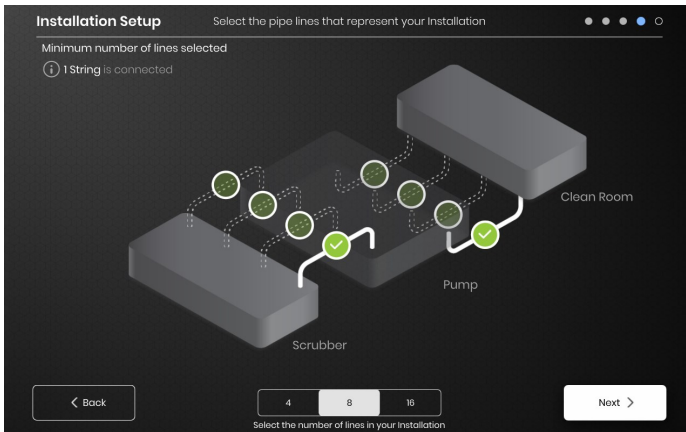 Installation Setup
Select the pipe lines that represent your Installation
Minimum number of lines selected
1 String is connected
Clean Room
Pump
Scrubber
Back
4 8 16
Next
Select the number of lines in your Installation